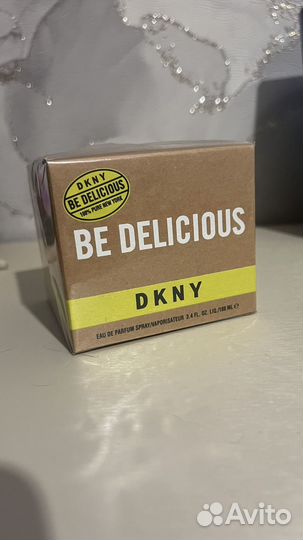 DKNY
BE DELICIOUS
100% PURE NEW YORK
BE DELICIOUS
DKNY
EAU DE PARFUM SPRAY/VAPORISATEUR 3.4 FL. OZ. LIQ./100 ML ℮
Avito